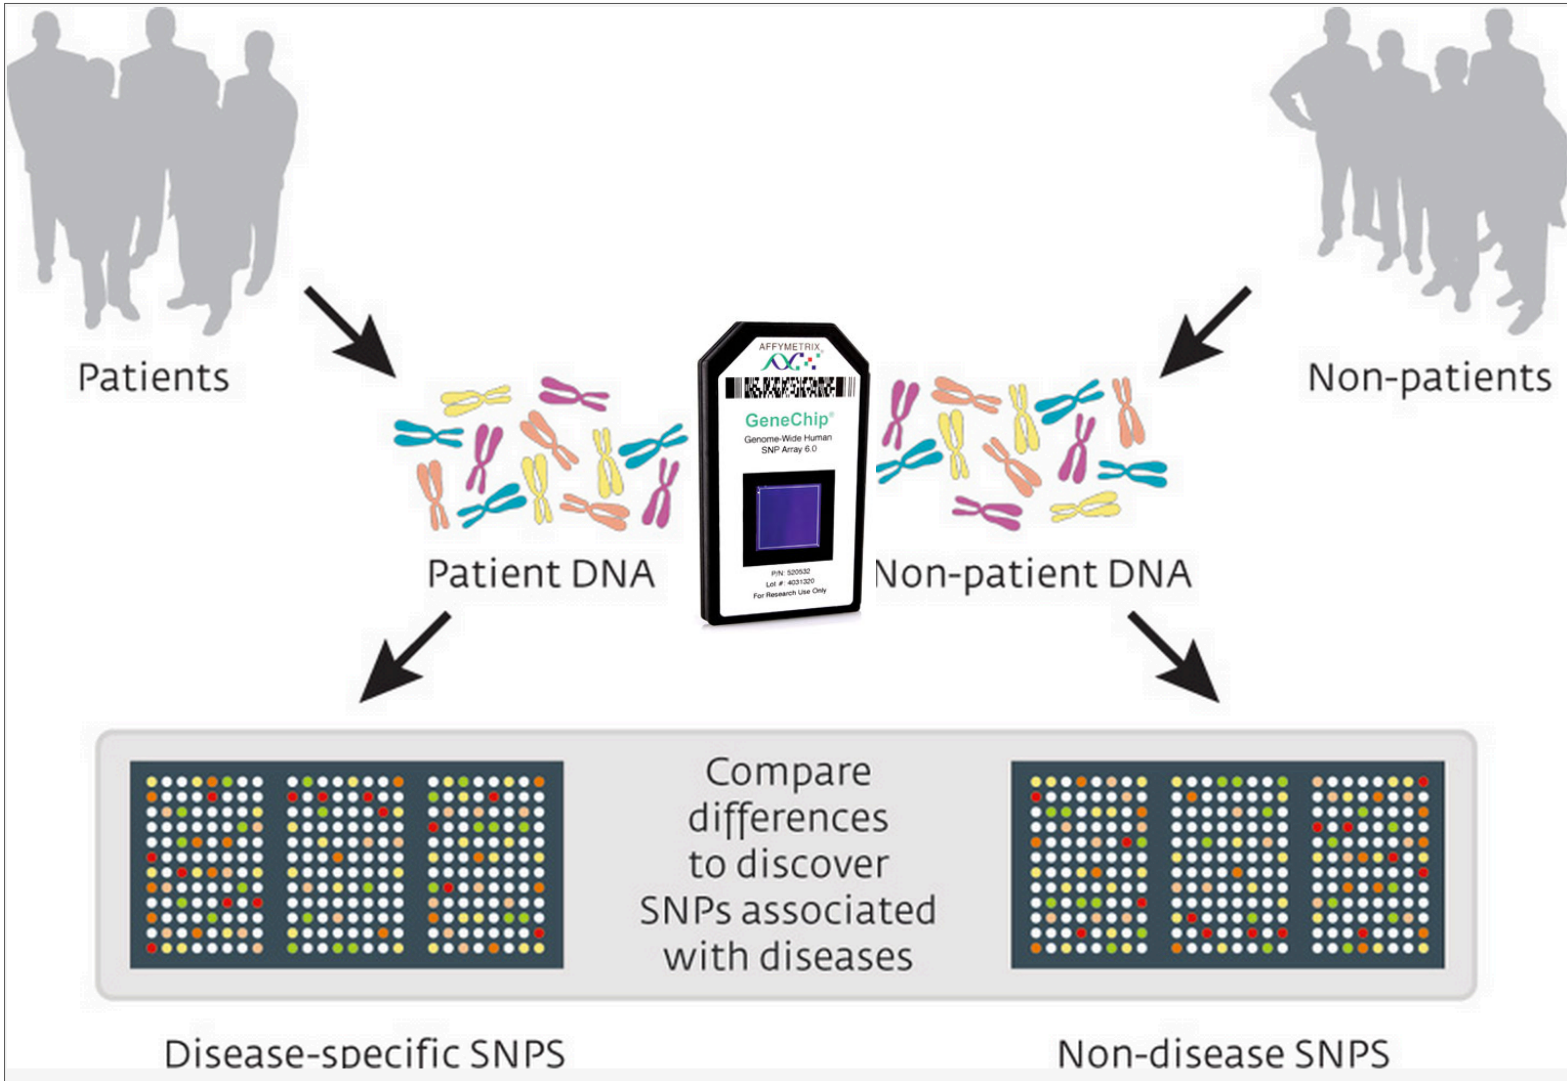 Patients
Non-patients
AFFYMETRIX
GeneChip®
Genome-Wide Human
SNP Array 6.0
P/N: 520532
Lot #: 4031320
For Research Use Only
Patient DNA
Non-patient DNA
Compare
differences
to discover
SNPs associated
with diseases
Disease-specific SNPS
Non-disease SNPS